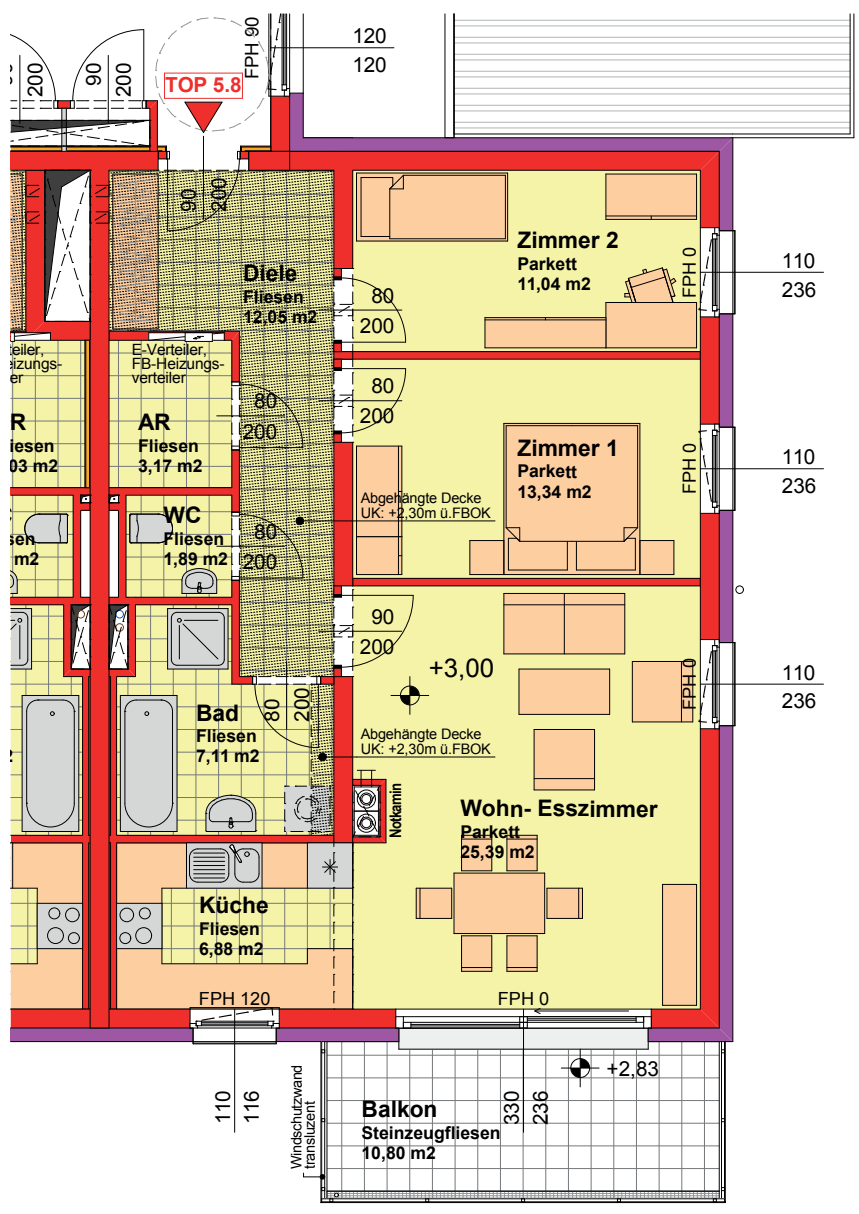 120
120
FPH 90
200
90
200
TOP 5.8
90
200
Zimmer 2
Parkett
11,04 m2
FPH 0
110
236
Diele
Fliesen
12,05 m2
80
200
E-Verteiler,
FB-Heizungs-
verteiler
AR
Fliesen
3,17 m2
80
200
80
200
Zimmer 1
Parkett
13,34 m2
FPH 0
110
236
Abgehängte Decke
UK: +2,30m ü.FBOK
WC
Fliesen
1,89 m2
80
200
90
200
+3,00
FPH 0
110
236
Bad
Fliesen
7,11 m2
80
200
Abgehängte Decke
UK: +2,30m ü.FBOK
Notkamin
Wohn- Esszimmer
Parkett
25,39 m2
Küche
Fliesen
6,88 m2
FPH 120
FPH 0
110
116
330
236
+2,83
Windschutzwand
transluzent
Balkon
Steinzeugfliesen
10,80 m2